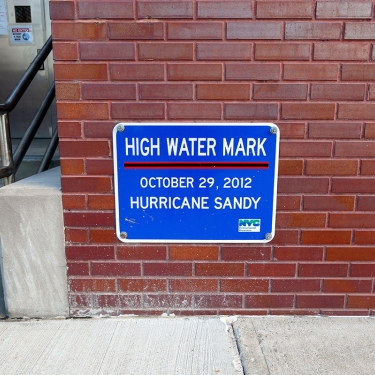 HIGH WATER MARK
OCTOBER 29, 2012
HURRICANE SANDY
NYC